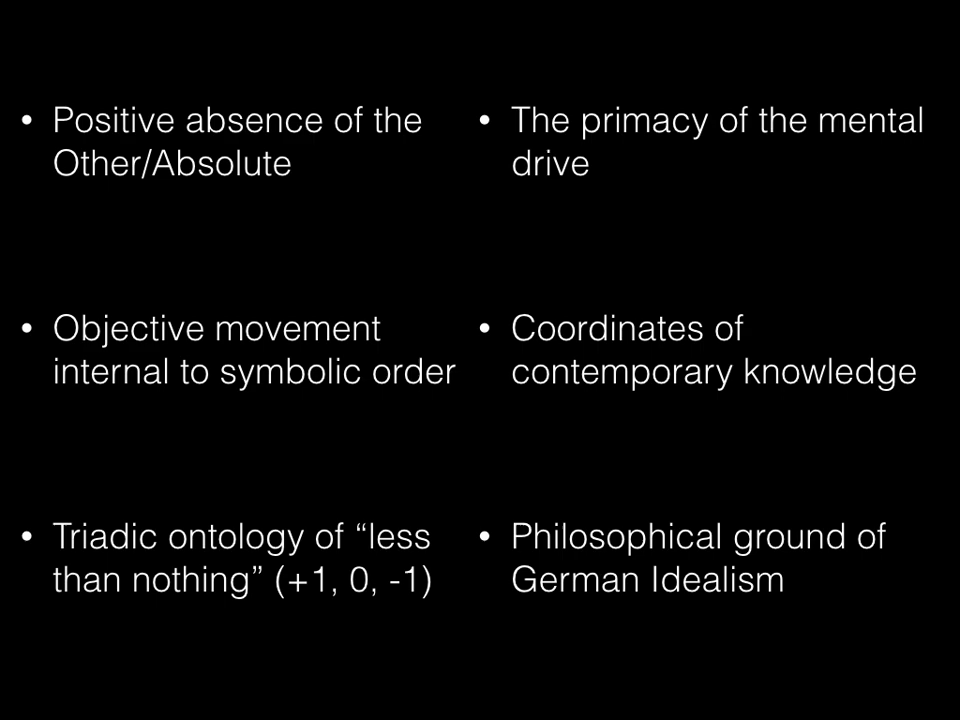 • Positive absence of the
Other/Absolute
• Objective movement
internal to symbolic order
• Triadic ontology of “less
than nothing” (+1, 0, -1)
• The primacy of the mental
drive
• Coordinates of
contemporary knowledge
• Philosophical ground of
German Idealism